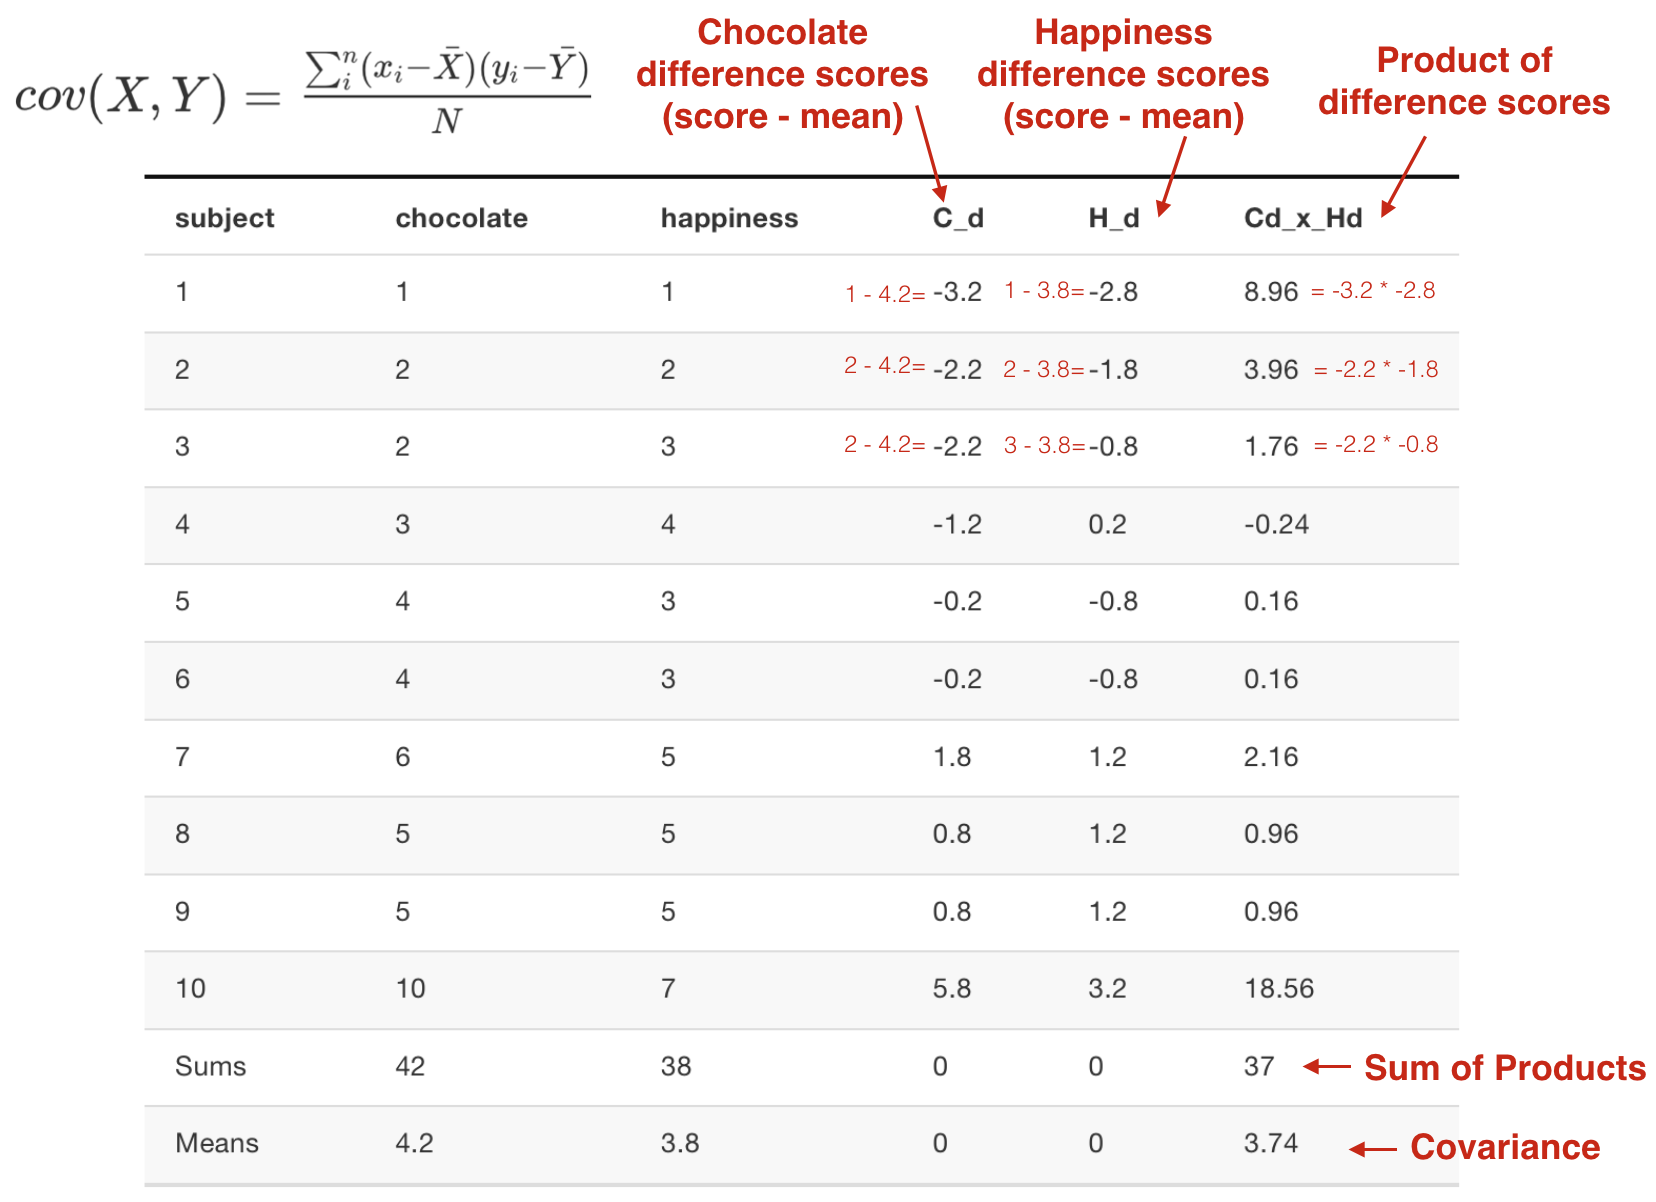 cov(X, Y) = \frac{\sum_{i}^{n}(x_i - \bar{X})(y_i - \bar{Y})}{N}
Chocolate
difference scores
(score - mean)
Happiness
difference scores
(score - mean)
Product of
difference scores
subject chocolate happiness C_d H_d Cd_x_Hd
1 1 1 1 - 4.2= -3.2 1 - 3.8= -2.8 8.96 = -3.2 * -2.8
2 2 2 2 - 4.2= -2.2 2 - 3.8= -1.8 3.96 = -2.2 * -1.8
3 2 3 2 - 4.2= -2.2 3 - 3.8= -0.8 1.76 = -2.2 * -0.8
4 3 4 -1.2 0.2 -0.24
5 4 3 -0.2 -0.8 0.16
6 4 3 -0.2 -0.8 0.16
7 6 5 1.8 1.2 2.16
8 5 5 0.8 1.2 0.96
9 5 5 0.8 1.2 0.96
10 10 7 5.8 3.2 18.56
Sums 42 38 0 0 37 Sum of Products
Means 4.2 3.8 0 0 3.74 Covariance